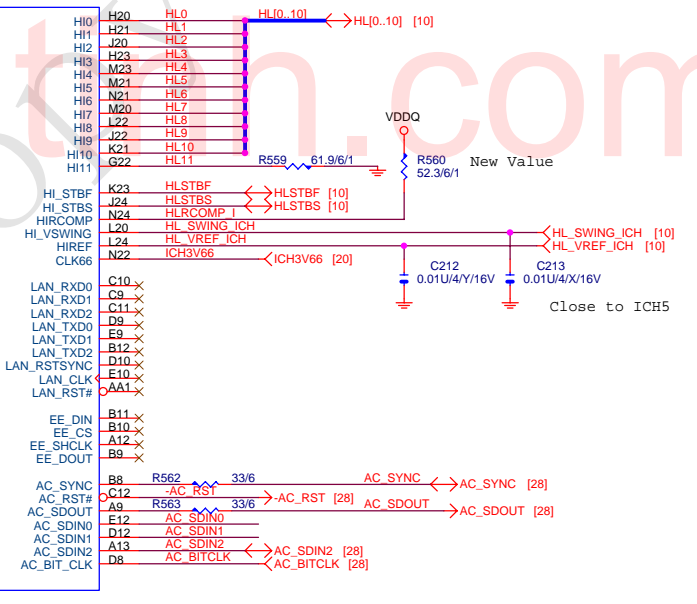 HI0 H20 HL0 HL[0..10] HL[0..10] [10]
HI1 H21 HL1
HI2 J20 HL2
HI3 H23 HL3
HI4 M23 HL4
HI5 M21 HL5
HI6 N21 HL6
HI7 M20 HL7
HI8 L22 HL8
HI9 J22 HL9
HI10 K21 HL10
HI11 G22 HL11 R559 61.9/6/1
VDDQ
R560 New Value
52.3/6/1
HI_STBF K23 HLSTBF HLSTBF [10]
HI_STBS J24 HLSTBS HLSTBS [10]
HIRCOMP N24 HLRCOMP_I
HI_VSWING L20 HL_SWING_ICH HL_SWING_ICH [10]
HIREF L24 HL_VREF_ICH HL_VREF_ICH [10]
CLK66 N22 ICH3V66 ICH3V66 [20]
C212 C213
0.01U/4/Y/16V 0.01U/4/X/16V
Close to ICH5
LAN_RXD0 C10
LAN_RXD1 C9
LAN_RXD2 C11
LAN_TXD0 D9
LAN_TXD1 E9
LAN_TXD2 B12
LAN_RSTSYNC D10
LAN_CLK E10
LAN_RST# AA1
EE_DIN B11
EE_CS B10
EE_SHCLK A12
EE_DOUT B9
AC_SYNC B8 R562 33/6 AC_SYNC AC_SYNC [28]
AC_RST# C12 -AC_RST -AC_RST [28]
AC_SDOUT A9 R563 33/6 AC_SDOUT AC_SDOUT [28]
AC_SDIN0 E12 AC_SDIN0
AC_SDIN1 D12 AC_SDIN1
AC_SDIN2 A13 AC_SDIN2 AC_SDIN2 [28]
AC_BIT_CLK D8 AC_BITCLK AC_BITCLK [28]